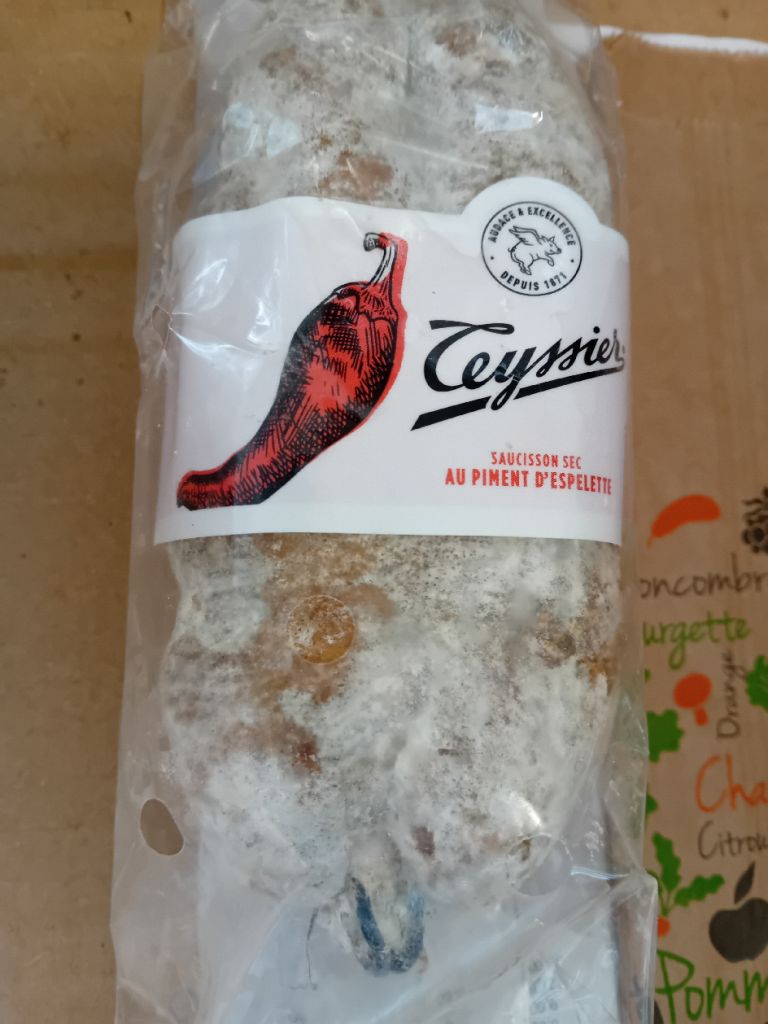 AUDACE & EXCELLENCE
DEPUIS 1871
Teyssier
SAUCISSON SEC
AU PIMENT D'ESPELETTE
oncombr
urgette
Orange
Cha
Citrou
Pomm